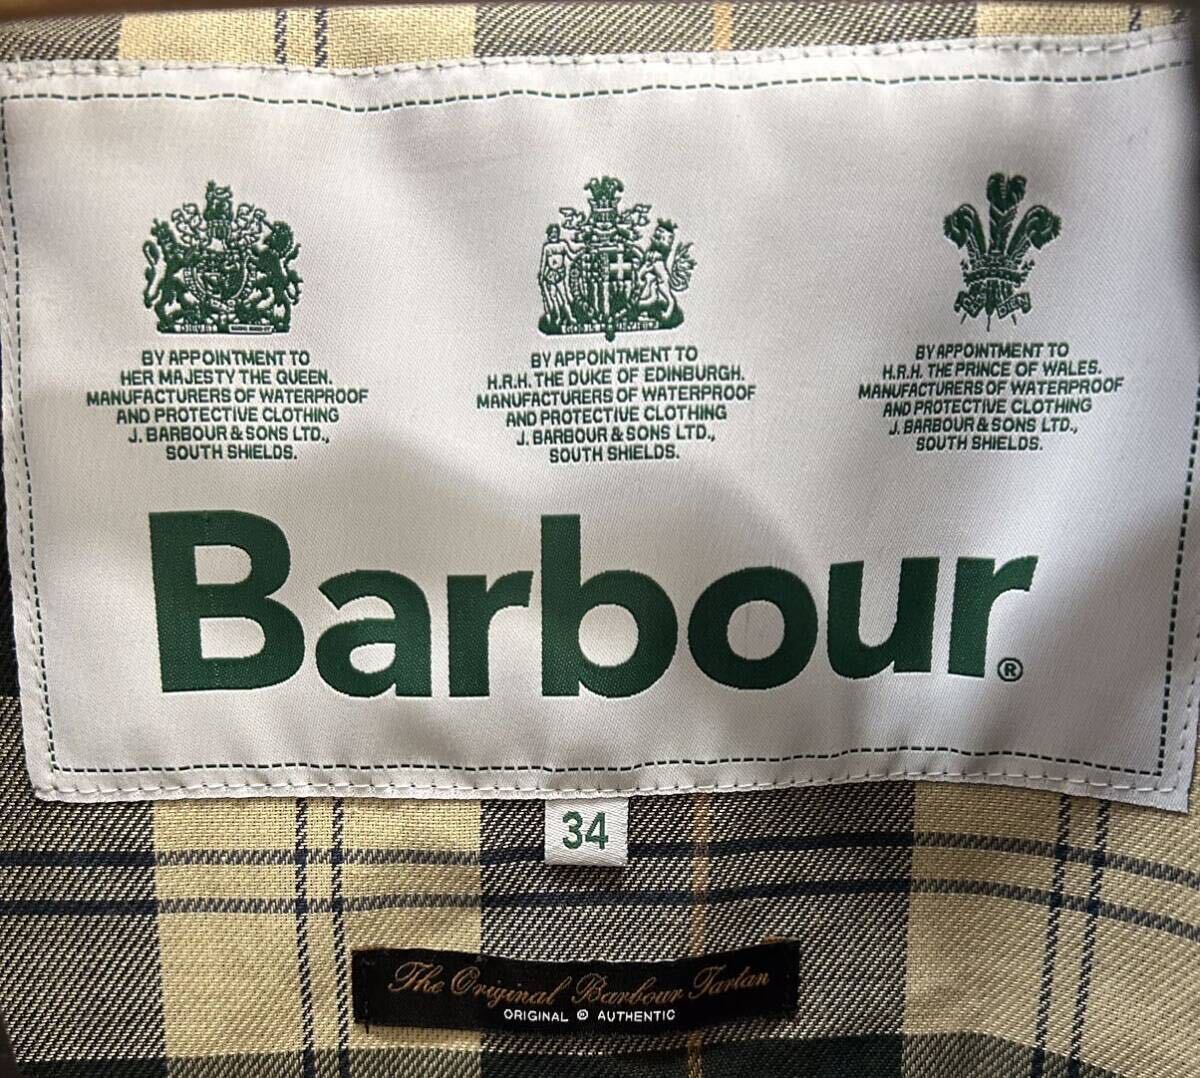 BY APPOINTMENT TO
HER MAJESTY THE QUEEN.
MANUFACTURERS OF WATERPROOF
AND PROTECTIVE CLOTHING
J. BARBOUR & SONS LTD.,
SOUTH SHIELDS.
BY APPOINTMENT TO
H.R.H. THE DUKE OF EDINBURGH.
MANUFACTURERS OF WATERPROOF
AND PROTECTIVE CLOTHING
J. BARBOUR & SONS LTD.,
SOUTH SHIELDS.
BY APPOINTMENT TO
H.R.H. THE PRINCE OF WALES.
MANUFACTURERS OF WATERPROOF
AND PROTECTIVE CLOTHING
J. BARBOUR & SONS LTD.,
SOUTH SHIELDS.
Barbour®
34
The Original Barbour Tartan
ORIGINAL ® AUTHENTIC